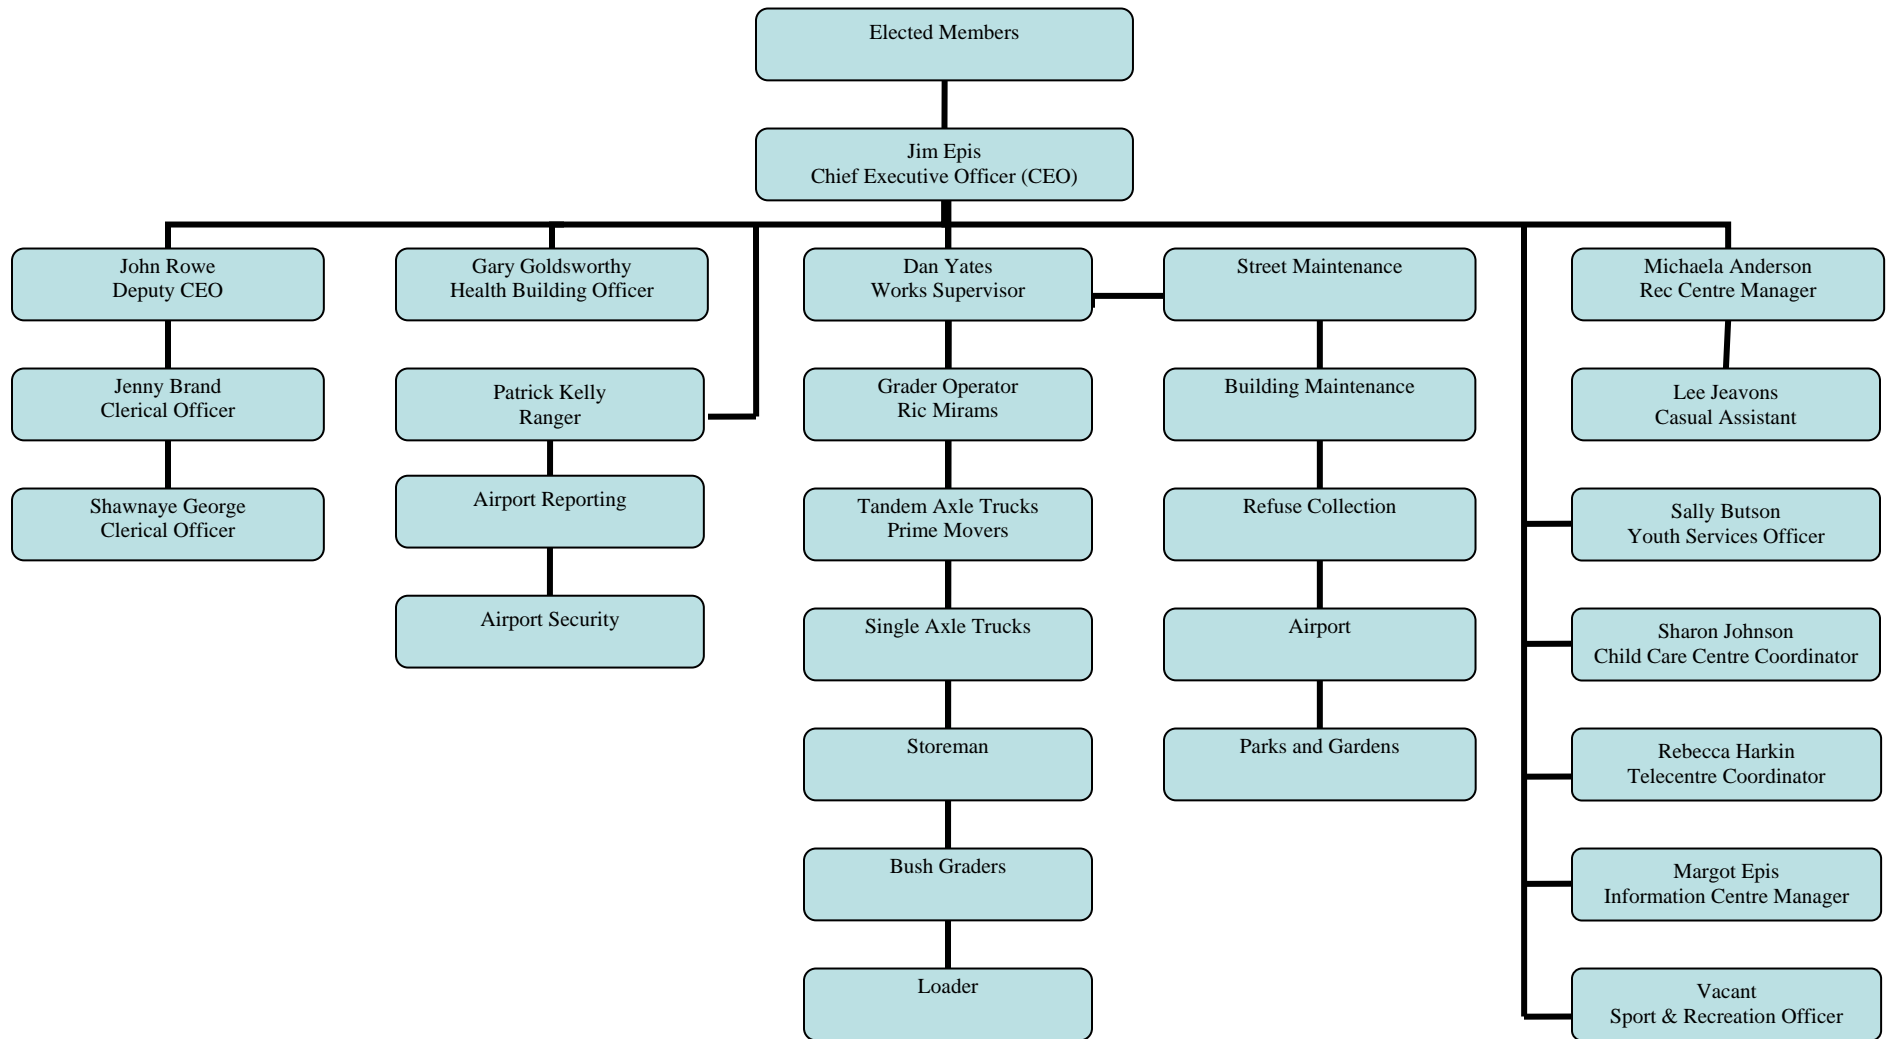 Elected Members
Jim Epis
Chief Executive Officer (CEO)
John Rowe
Deputy CEO
Jenny Brand
Clerical Officer
Shawnaye George
Clerical Officer
Gary Goldsworthy
Health Building Officer
Patrick Kelly
Ranger
Airport Reporting
Airport Security
Dan Yates
Works Supervisor
Grader Operator
Ric Mirams
Tandem Axle Trucks
Prime Movers
Single Axle Trucks
Storeman
Bush Graders
Loader
Street Maintenance
Building Maintenance
Refuse Collection
Airport
Parks and Gardens
Michaela Anderson
Rec Centre Manager
Lee Jeavons
Casual Assistant
Sally Butson
Youth Services Officer
Sharon Johnson
Child Care Centre Coordinator
Rebecca Harkin
Telecentre Coordinator
Margot Epis
Information Centre Manager
Vacant
Sport & Recreation Officer